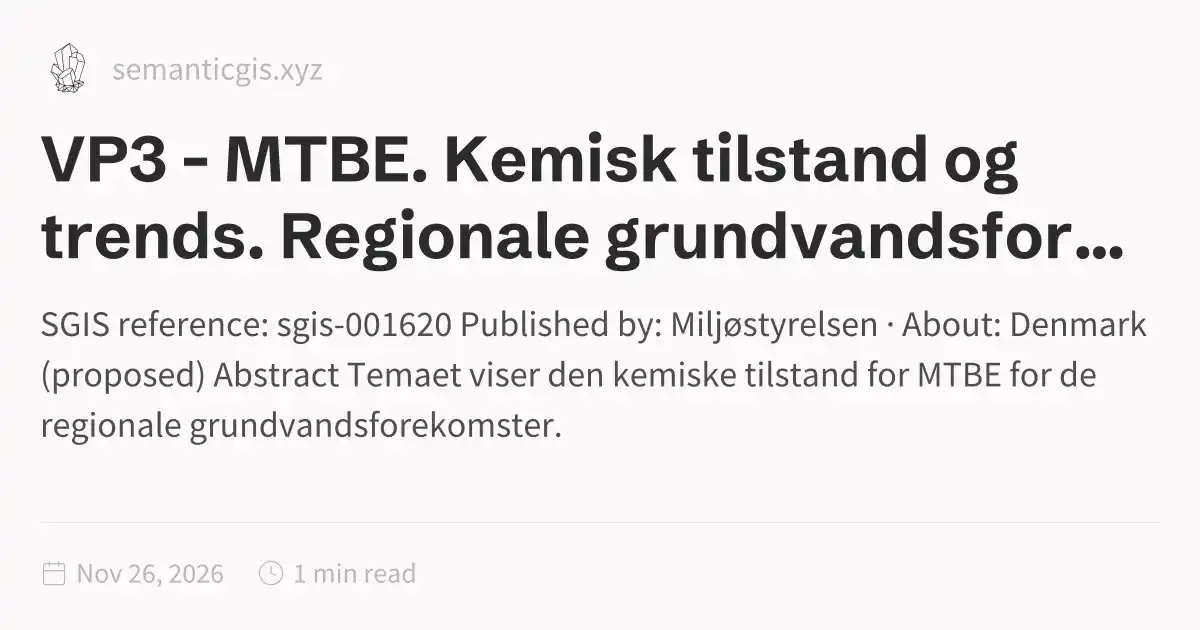 semanticgis.xyz
VP3 - MTBE. Kemisk tilstand og
trends. Regionale grundvandsfor...
SGIS reference: sgis-001620 Published by: Miljøstyrelsen · About: Denmark
(proposed) Abstract Temaet viser den kemiske tilstand for MTBE for de
regionale grundvandsforekomster.
Nov 26, 2026 1 min read